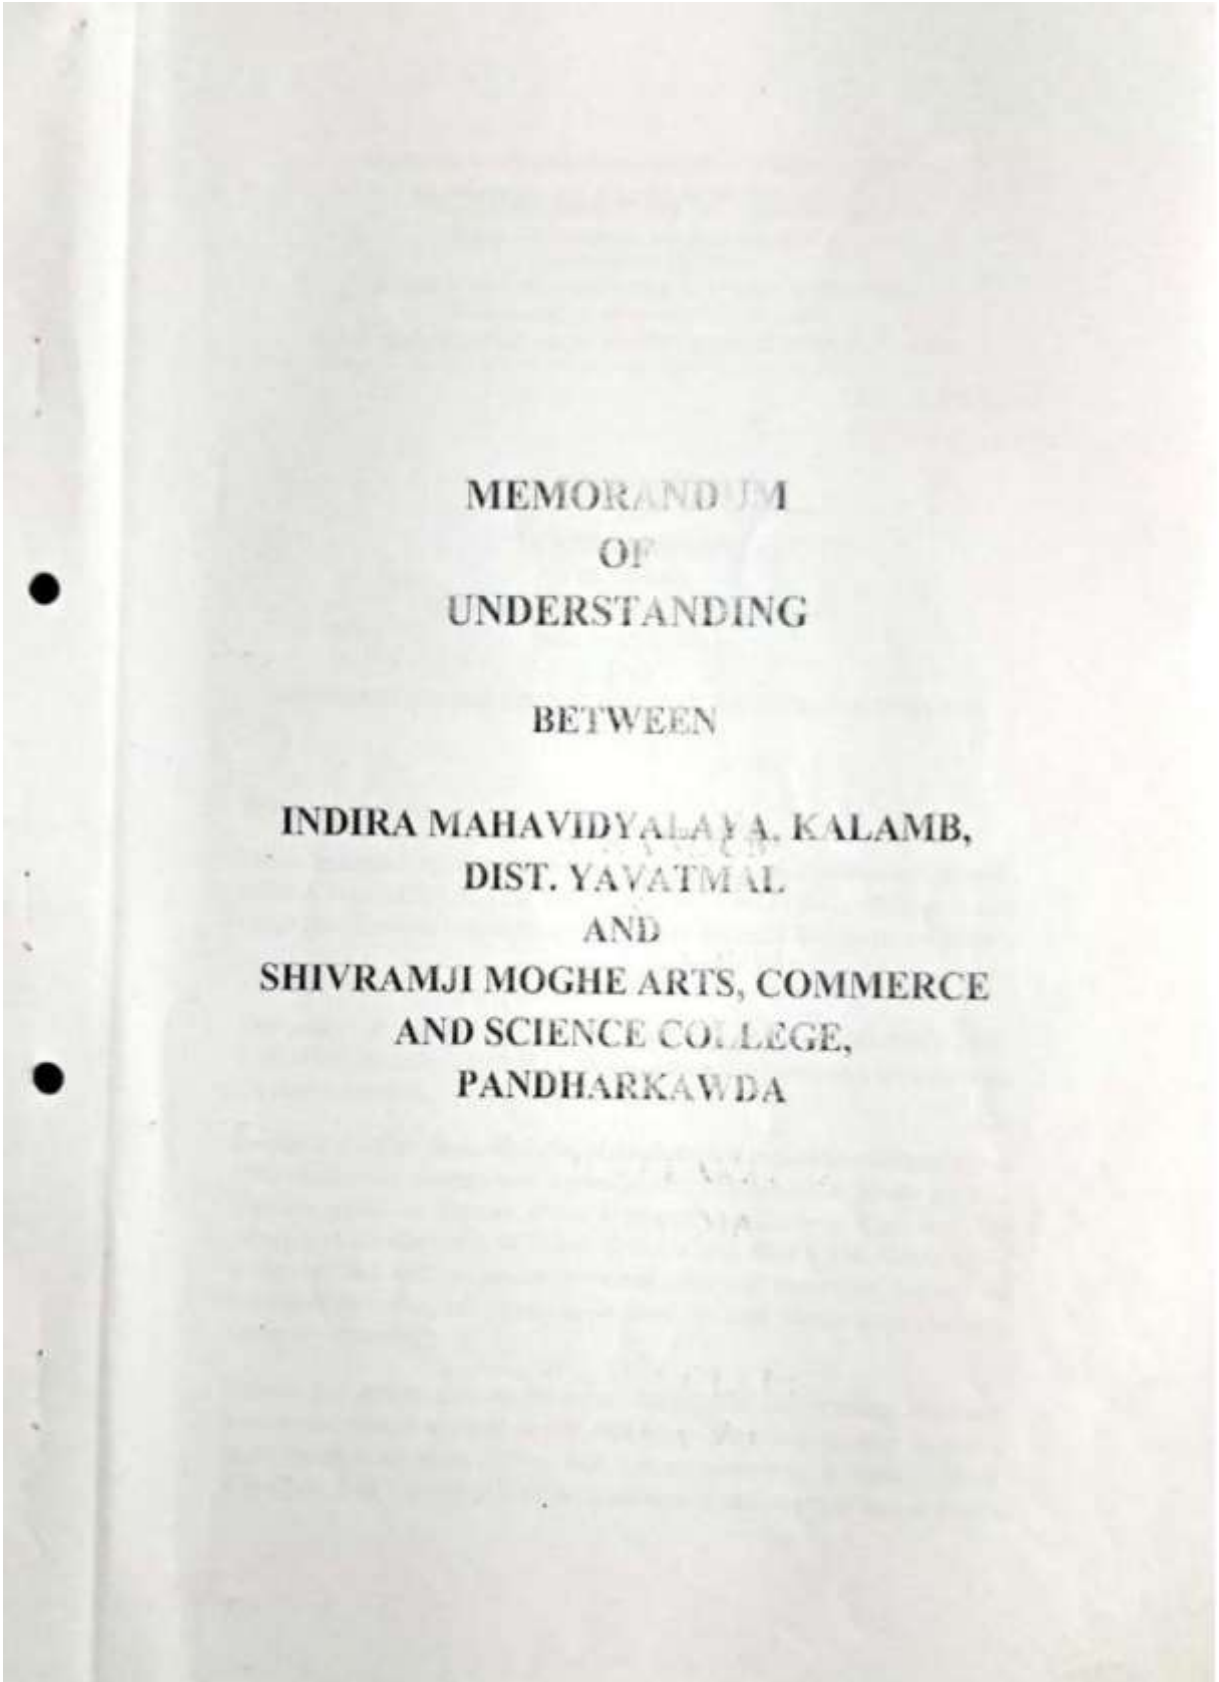 MEMORANDUM
OF
UNDERSTANDING
BETWEEN
INDIRA MAHAVIDYALAYA, KALAMB,
DIST. YAVATMAL
AND
SHIVRAMJI MOGHE ARTS, COMMERCE
AND SCIENCE COLLEGE,
PANDHARKAWDA